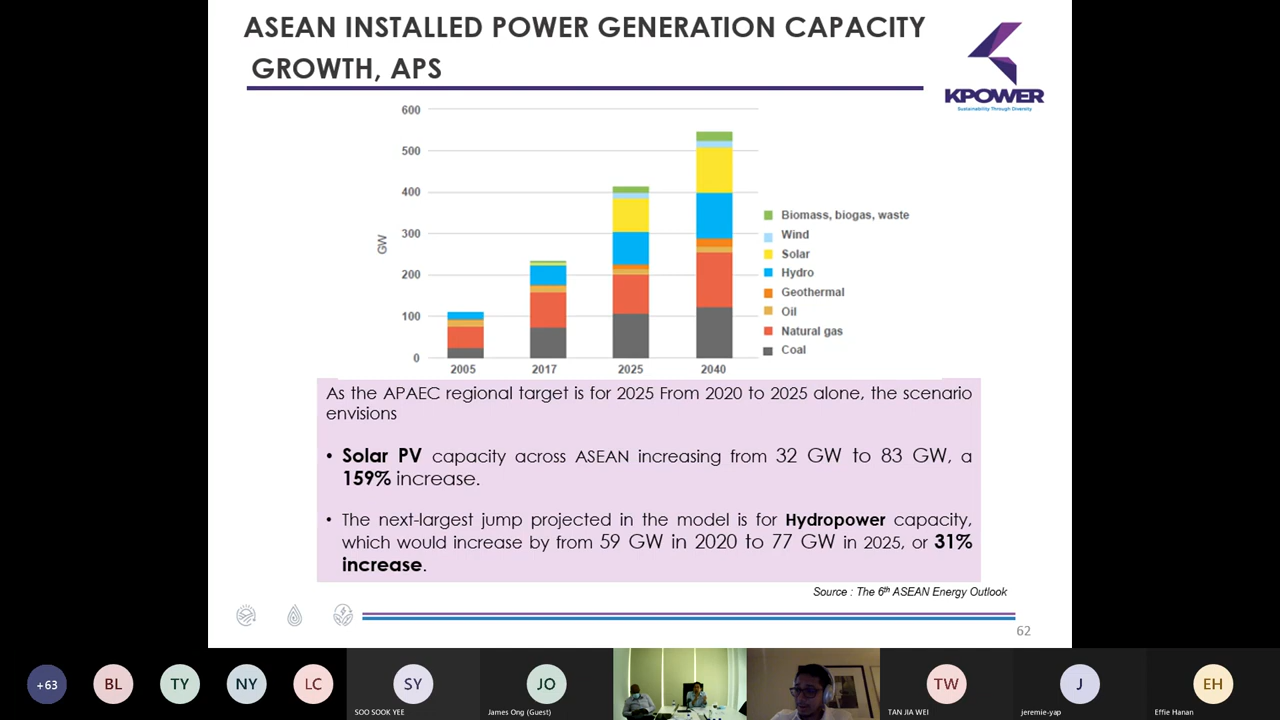 ASEAN INSTALLED POWER GENERATION CAPACITY
GROWTH, APS
KPOWER
Sustainability Through Diversity
600
500
400
300
200
100
0
GW
2005
2017
2025
2040
Biomass, biogas, waste
Wind
Solar
Hydro
Geothermal
Oil
Natural gas
Coal
As the APAEC regional target is for 2025 From 2020 to 2025 alone, the scenario
envisions
• Solar PV capacity across ASEAN increasing from 32 GW to 83 GW, a
159% increase.
• The next-largest jump projected in the model is for Hydropower capacity,
which would increase by from 59 GW in 2020 to 77 GW in 2025, or 31%
increase.
Source : The 6th ASEAN Energy Outlook
62
+63
BL
TY
NY
LC
SY
SOO SOOK YEE
JO
James Ong (Guest)
TW
TAN JIA WEI
J
jeremie-yap
EH
Effie Hanan